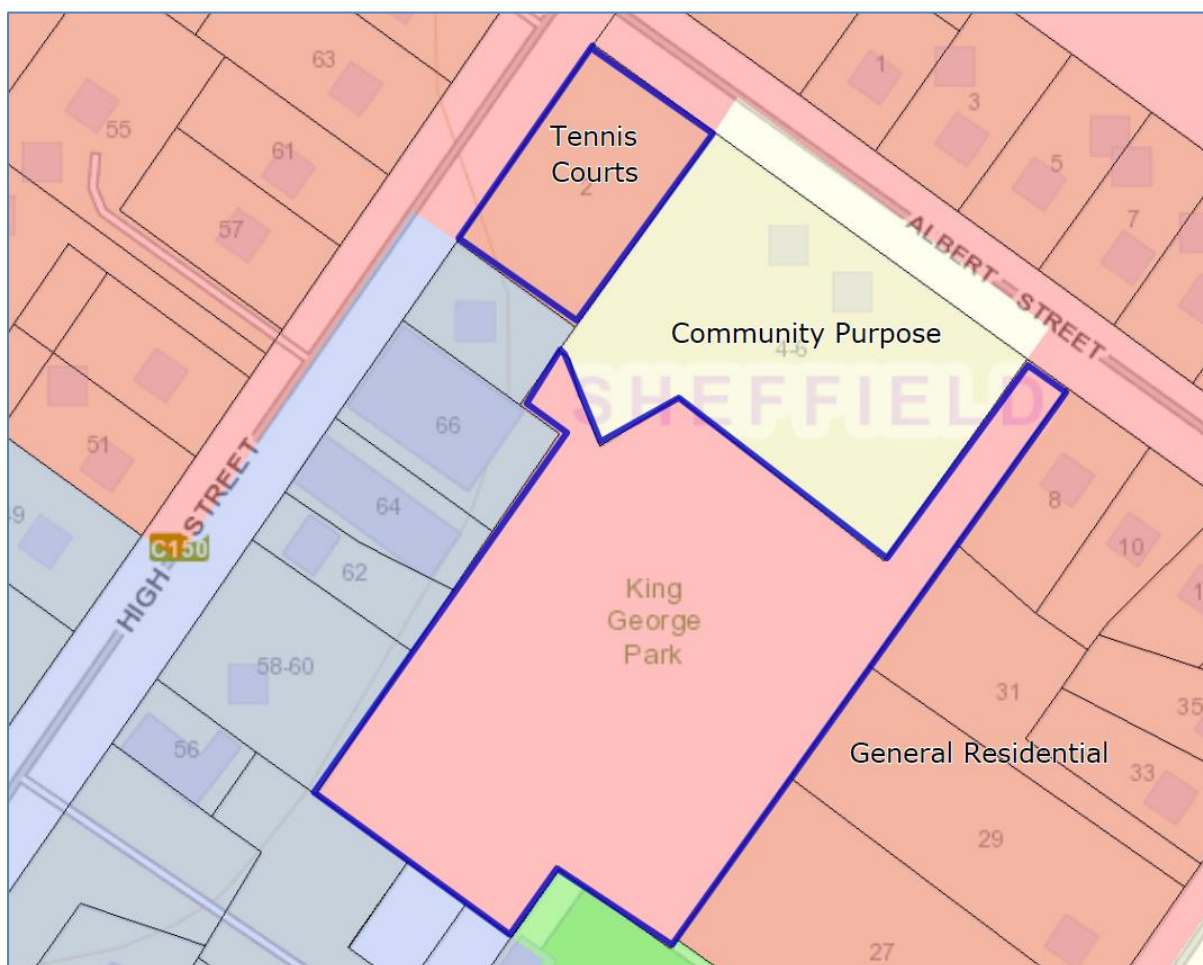 63
55
61
57
51
Tennis
Courts
2
1
3
5
7
ALBERT STREET
Community Purpose
4-6
SHEFFIELD
66
64
62
58-60
56
HIGH STREET
C150
King
George
Park
8
10
31
35
General Residential
33
29
27